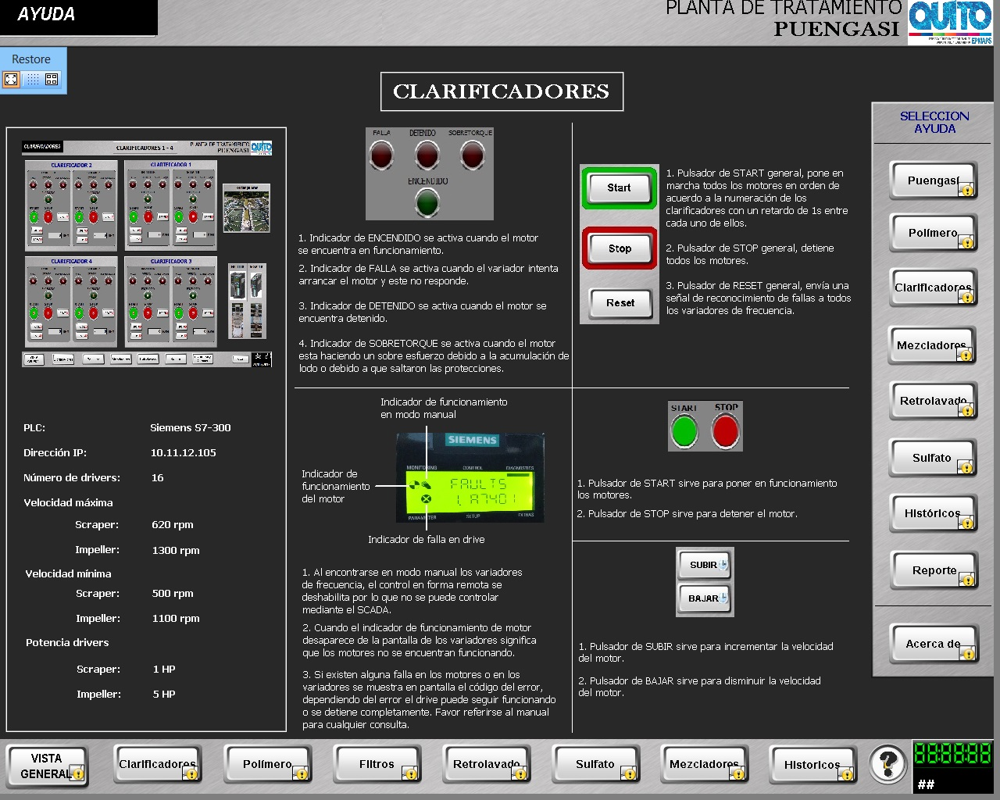 AYUDA
PLANTA DE TRATAMIENTO
PUENGASI
QUITO
EPMAPS
Restore
CLARIFICADORES
CLARIFICADORES
CLARIFICADORES 1 - 4
PLANTA DE TRATAMIENTO
PUENGASI
QUITO
CLARIFICADOR 2
CLARIFICADOR 1
CLARIFICADOR 4
CLARIFICADOR 3
PLC:
Siemens S7-300
Dirección IP:
10.11.12.105
Número de drivers:
16
Velocidad máxima
Scraper:
620 rpm
Impeller:
1300 rpm
Velocidad mínima
Scraper:
500 rpm
Impeller:
1100 rpm
Potencia drivers
Scraper:
1 HP
Impeller:
5 HP
FALLA
DETENIDO
SOBRETORQUE
ENCENDIDO
1. Indicador de ENCENDIDO se activa cuando el motor
se encuentra en funcionamiento.
2. Indicador de FALLA se activa cuando el variador intenta
arrancar el motor y este no responde.
3. Indicador de DETENIDO se activa cuando el motor se
encuentra detenido.
4. Indicador de SOBRETORQUE se activa cuando el motor
esta haciendo un sobre esfuerzo debido a la acumulación de
lodo o debido a que saltaron las protecciones.
Start
Stop
Reset
1. Pulsador de START general, pone en
marcha todos los motores en orden de
acuerdo a la numeración de los
clarificadores con un retardo de 1s entre
cada uno de ellos.
2. Pulsador de STOP general, detiene
todos los motores.
3. Pulsador de RESET general, envía una
señal de reconocimiento de fallas a todos
los variadores de frecuencia.
Indicador de funcionamiento
en modo manual
Indicador de
funcionamiento
del motor
SIEMENS
MONITORING
CONTROL
DIAGNOSTICS
FAULTS
A7401
PARAMETER
SETUP
EXTRAS
Indicador de falla en drive
1. Al encontrarse en modo manual los variadores
de frecuencia, el control en forma remota se
deshabilita por lo que no se puede controlar
mediante el SCADA.
2. Cuando el indicador de funcionamiento de motor
desaparece de la pantalla de los variadores significa
que los motores no se encuentran funcionando.
3. Si existen alguna falla en los motores o en los
variadores se muestra en pantalla el código del error,
dependiendo del error el drive puede seguir funcionando
o se detiene completamente. Favor referirse al manual
para cualquier consulta.
START
STOP
1. Pulsador de START sirve para poner en funcionamiento
los motores.
2. Pulsador de STOP sirve para detener el motor.
SUBIR
BAJAR
1. Pulsador de SUBIR sirve para incrementar la velocidad
del motor.
2. Pulsador de BAJAR sirve para disminuir la velocidad
del motor.
SELECCION
AYUDA
Puengasí
Polímero
Clarificadores
Mezcladores
Retrolavado
Sulfato
Históricos
Reporte
Acerca de
VISTA
GENERAL
Clarificadores
Polímero
Filtros
Retrolavado
Sulfato
Mezcladores
Historicos
?
88:88:88
##